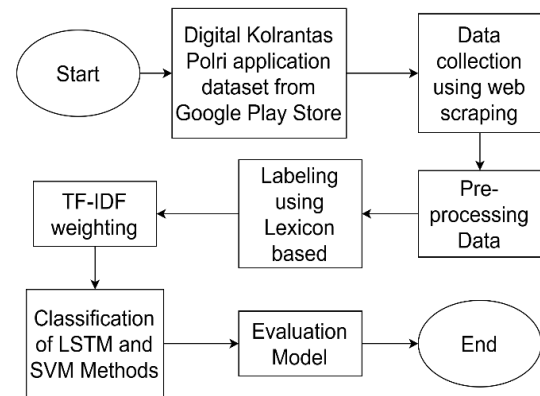 Start
Digital Kolrantas
Polri application
dataset from
Google Play Store
Data
collection
using web
scraping
Pre-
processing
Data
Labeling
using
Lexicon
based
TF-IDF
weighting
Classification
of LSTM and
SVM Methods
Evaluation
Model
End